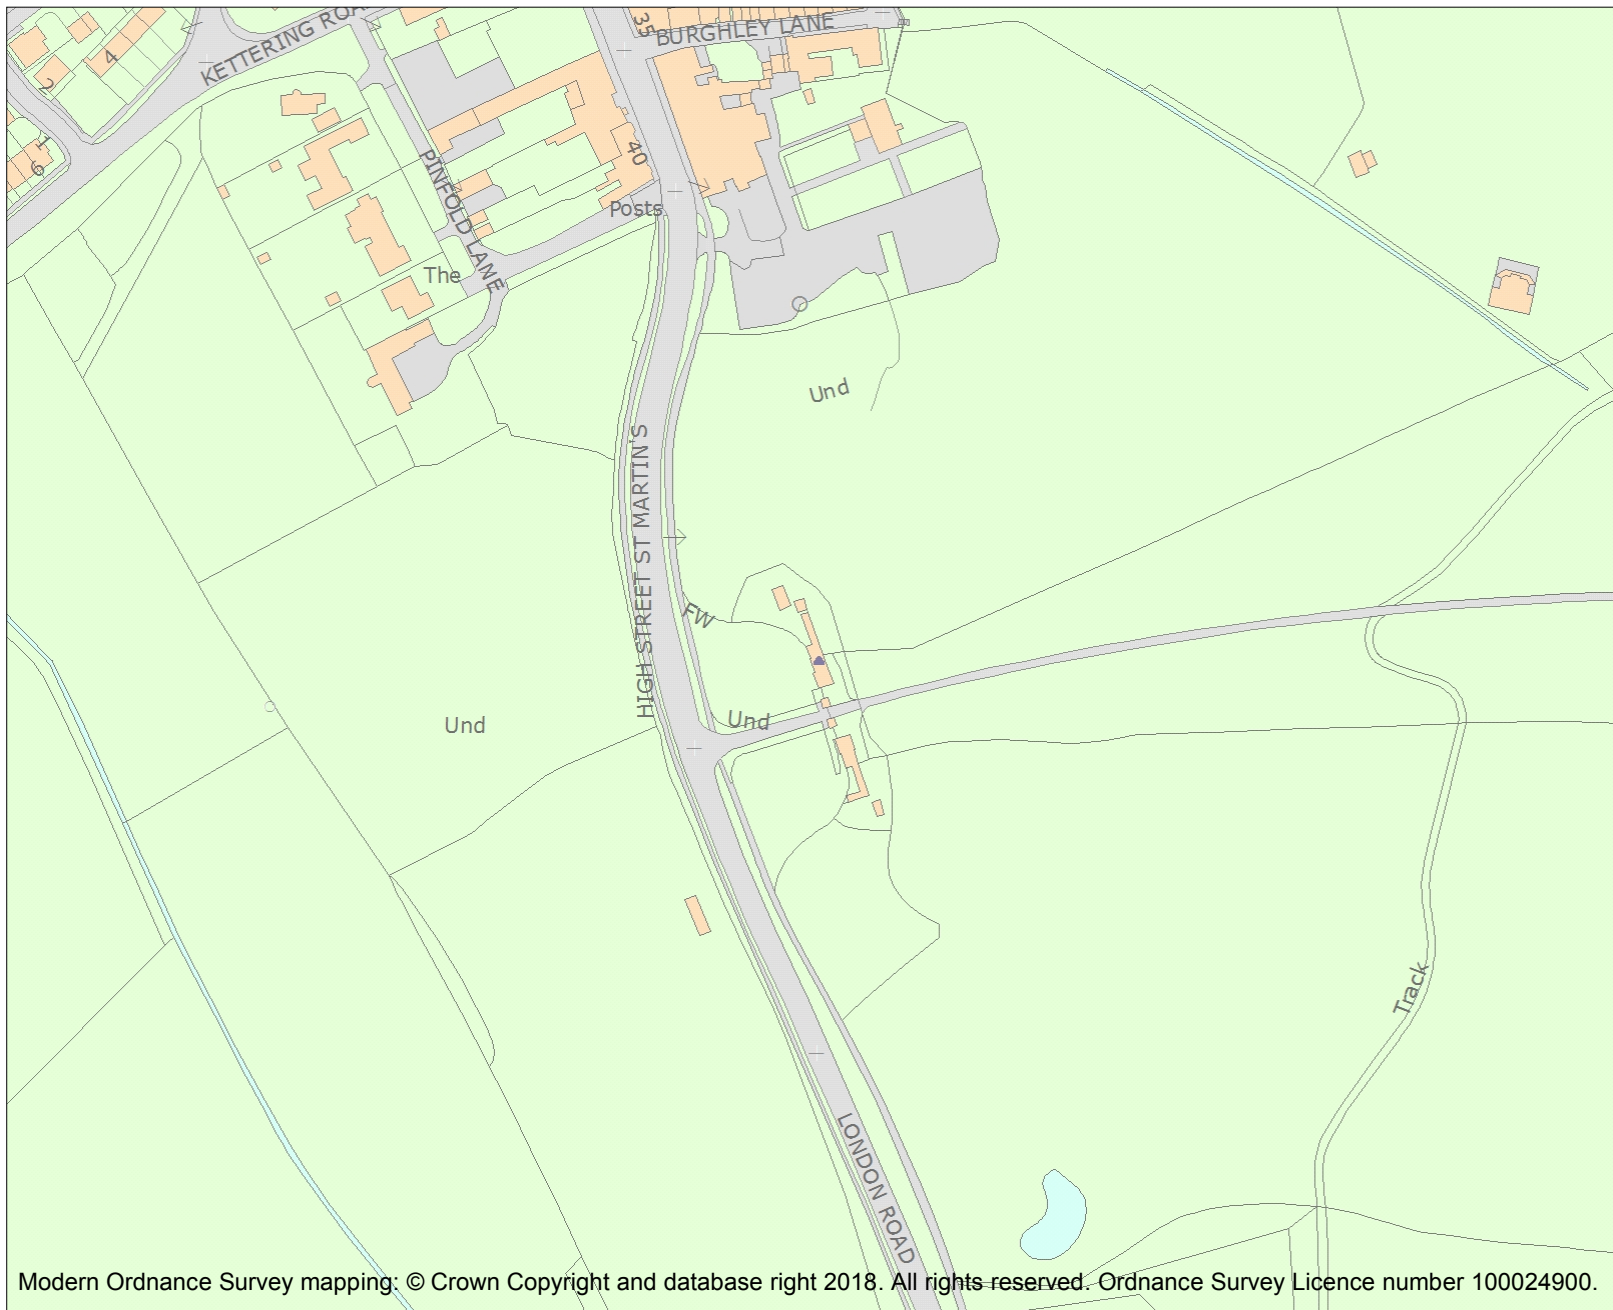 KETTERING ROA
35
BURGHLEY LANE
4
2
1
6
40
PINFOLD LANE
Posts
The
Und
HIGH STREET ST MARTIN'S
FW
Und
Und
Track
LONDON ROAD
Modern Ordnance Survey mapping: © Crown Copyright and database right 2018. All rights reserved. Ordnance Survey Licence number 100024900.